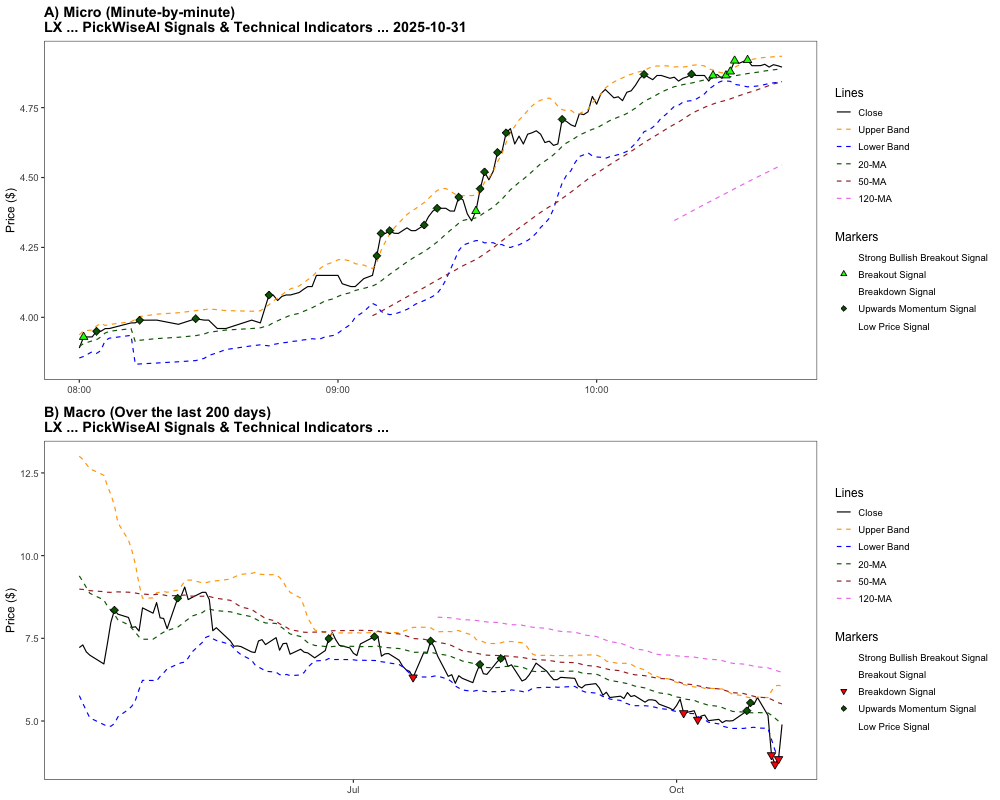 A) Micro (Minute-by-minute)
LX ... PickWiseAI Signals & Technical Indicators ... 2025-10-31
Price ($)
4.75
4.50
4.25
4.00
08:00
09:00
10:00
Lines
Close
Upper Band
Lower Band
20-MA
50-MA
120-MA
Markers
Strong Bullish Breakout Signal
Breakout Signal
Breakdown Signal
Upwards Momentum Signal
Low Price Signal
B) Macro (Over the last 200 days)
LX ... PickWiseAI Signals & Technical Indicators ...
Price ($)
12.5
10.0
7.5
5.0
Jul
Oct
Lines
Close
Upper Band
Lower Band
20-MA
50-MA
120-MA
Markers
Strong Bullish Breakout Signal
Breakout Signal
Breakdown Signal
Upwards Momentum Signal
Low Price Signal